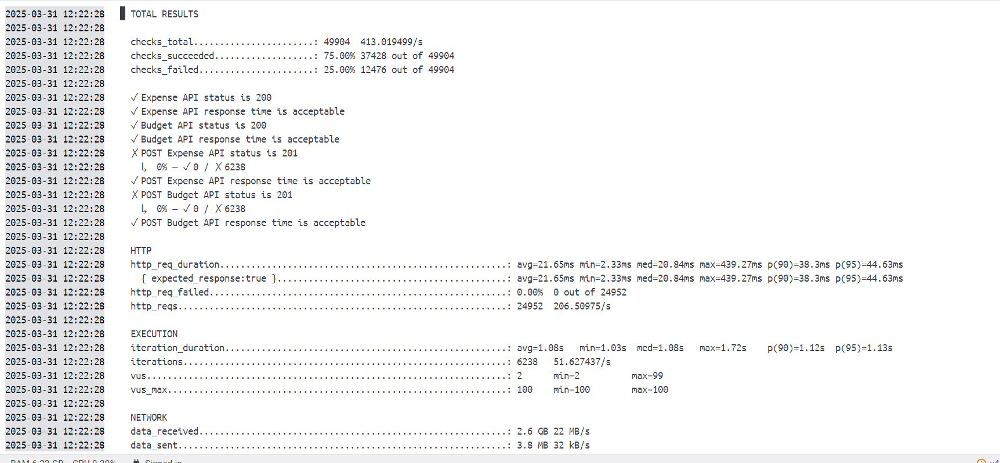 2025-03-31 12:22:28 TOTAL RESULTS
2025-03-31 12:22:28
2025-03-31 12:22:28 checks_total.......................: 49904 413.019499/s
2025-03-31 12:22:28 checks_succeeded...................: 75.00% 37428 out of 49904
2025-03-31 12:22:28 checks_failed......................: 25.00% 12476 out of 49904
2025-03-31 12:22:28
2025-03-31 12:22:28 ✓ Expense API status is 200
2025-03-31 12:22:28 ✓ Expense API response time is acceptable
2025-03-31 12:22:28 ✓ Budget API status is 200
2025-03-31 12:22:28 ✓ Budget API response time is acceptable
2025-03-31 12:22:28 ✗ POST Expense API status is 201
2025-03-31 12:22:28 ↳ 0% — ✓ 0 / ✗ 6238
2025-03-31 12:22:28 ✓ POST Expense API response time is acceptable
2025-03-31 12:22:28 ✗ POST Budget API status is 201
2025-03-31 12:22:28 ↳ 0% — ✓ 0 / ✗ 6238
2025-03-31 12:22:28 ✓ POST Budget API response time is acceptable
2025-03-31 12:22:28
2025-03-31 12:22:28 HTTP
2025-03-31 12:22:28 http_req_duration.......................................................: avg=21.65ms min=2.33ms med=20.84ms max=439.27ms p(90)=38.3ms p(95)=44.63ms
2025-03-31 12:22:28 { expected_response:true }............................................: avg=21.65ms min=2.33ms med=20.84ms max=439.27ms p(90)=38.3ms p(95)=44.63ms
2025-03-31 12:22:28 http_req_failed.........................................................: 0.00% 0 out of 24952
2025-03-31 12:22:28 http_reqs...............................................................: 24952 206.50975/s
2025-03-31 12:22:28
2025-03-31 12:22:28 EXECUTION
2025-03-31 12:22:28 iteration_duration......................................................: avg=1.08s min=1.03s med=1.08s max=1.72s p(90)=1.12s p(95)=1.13s
2025-03-31 12:22:28 iterations..............................................................: 6238 51.627437/s
2025-03-31 12:22:28 vus.....................................................................: 2 min=2 max=99
2025-03-31 12:22:28 vus_max.................................................................: 100 min=100 max=100
2025-03-31 12:22:28
2025-03-31 12:22:28 NETWORK
2025-03-31 12:22:28 data_received...........................................................: 2.6 GB 22 MB/s
2025-03-31 12:22:28 data_sent...............................................................: 3.8 MB 32 kB/s
Signed in